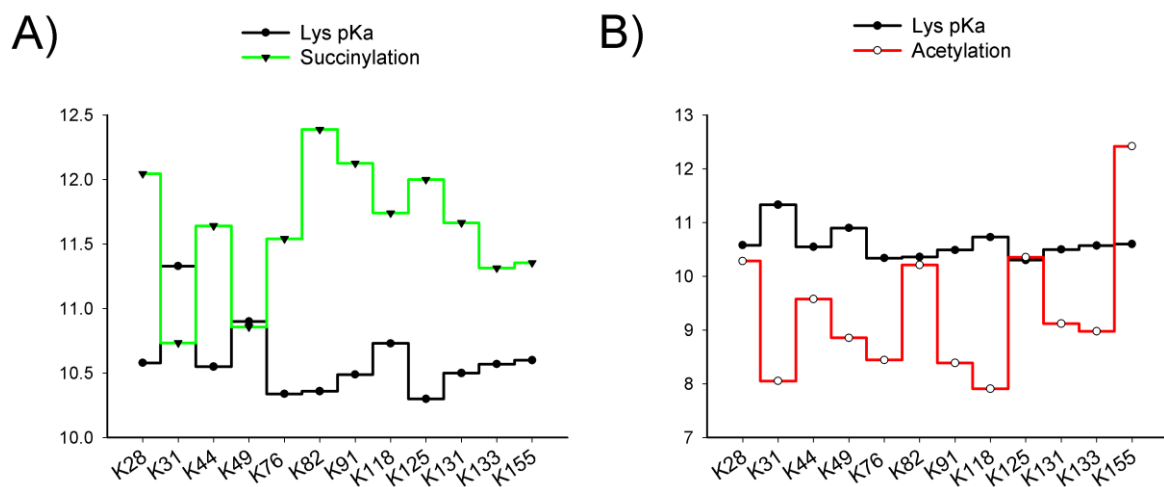 A)
Lys pKa
Succinylation
12.5
12.0
11.5
11.0
10.5
10.0
K28
K31
K44
K49
K76
K82
K91
K118
K125
K131
K133
K155
B)
Lys pKa
Acetylation
13
12
11
10
9
8
7
K28
K31
K44
K49
K76
K82
K91
K118
K125
K131
K133
K155